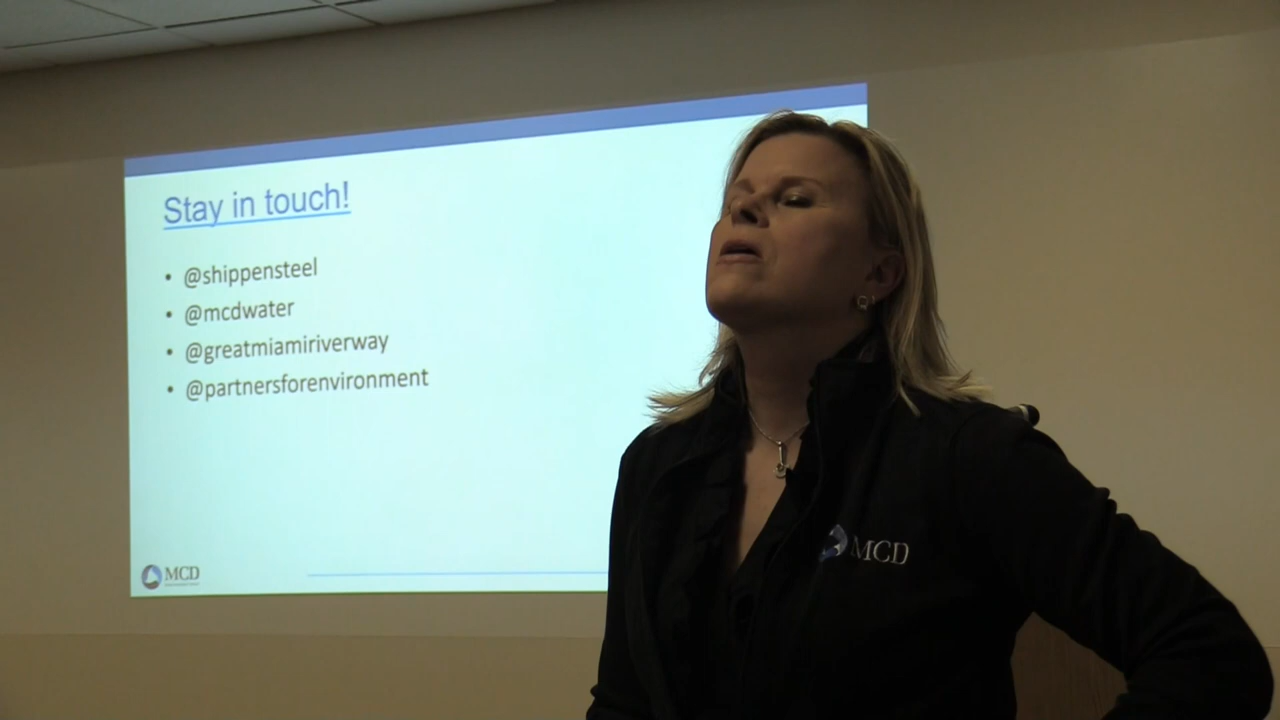 Stay in touch!
• @shippensteel
• @mcdwater
• @greatmiamiriverway
• @partnersforenvironment
MCD
MCD